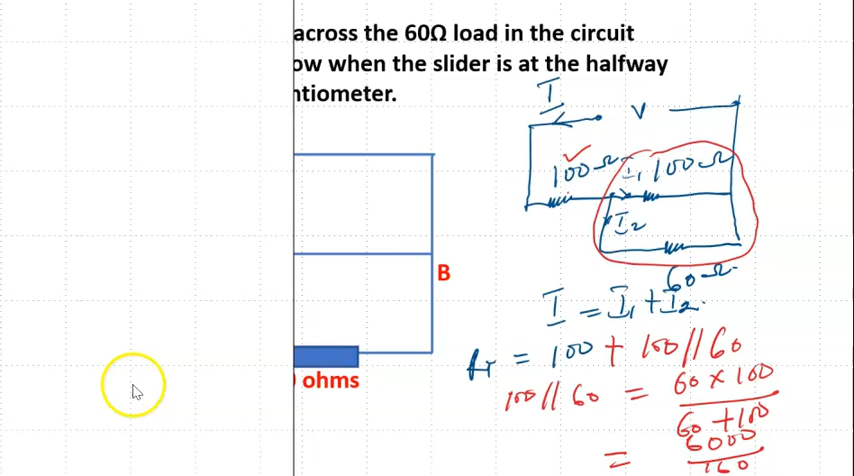 across the 60Ω load in the circuit
ow when the slider is at the halfway
ntiometer.
I
V
100Ω
I₁ 100Ω
I₂
B
60Ω
I = I₁ + I₂
= 100 + 100//60
ohms
100//60 = 60 × 100
60 + 100
= 6000
160